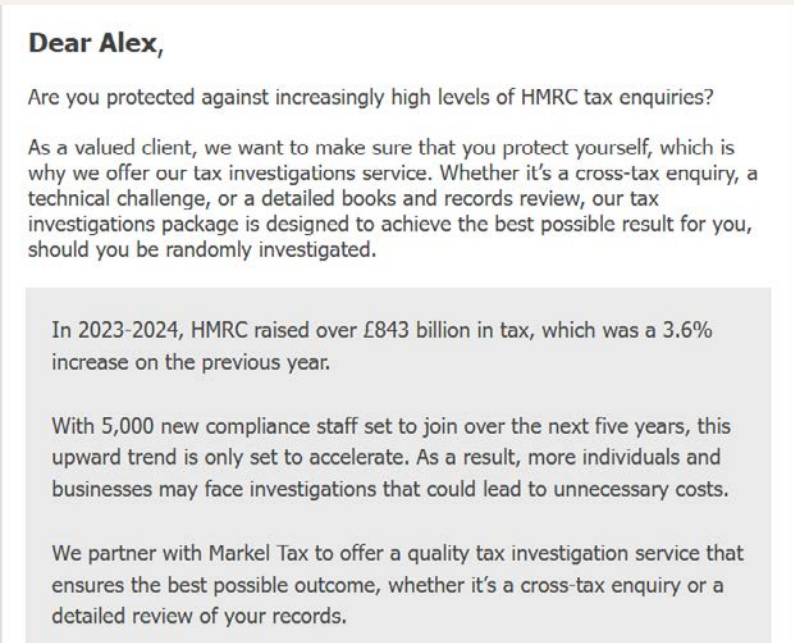 Dear Alex,
Are you protected against increasingly high levels of HMRC tax enquiries?
As a valued client, we want to make sure that you protect yourself, which is
why we offer our tax investigations service. Whether it’s a cross-tax enquiry, a
technical challenge, or a detailed books and records review, our tax
investigations package is designed to achieve the best possible result for you,
should you be randomly investigated.
In 2023-2024, HMRC raised over £843 billion in tax, which was a 3.6%
increase on the previous year.
With 5,000 new compliance staff set to join over the next five years, this
upward trend is only set to accelerate. As a result, more individuals and
businesses may face investigations that could lead to unnecessary costs.
We partner with Markel Tax to offer a quality tax investigation service that
ensures the best possible outcome, whether it’s a cross-tax enquiry or a
detailed review of your records.